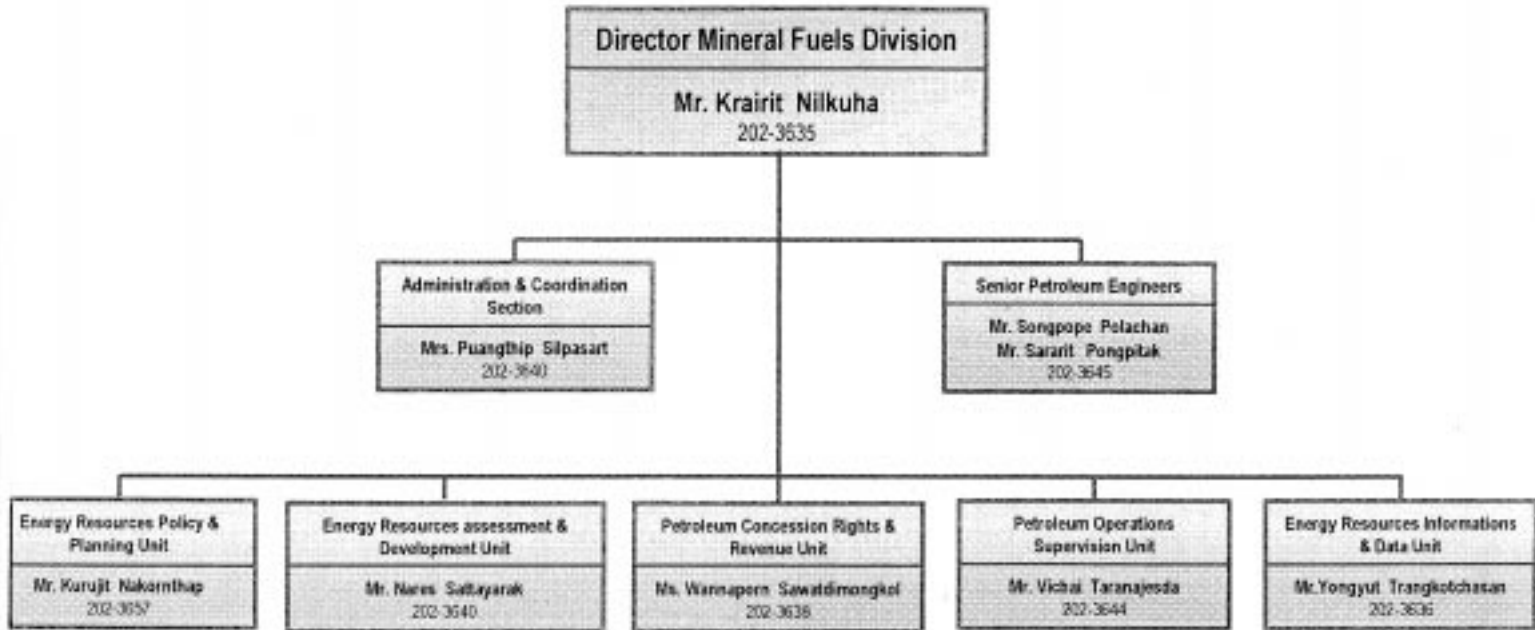 Director Mineral Fuels Division
Mr. Krairit Nilkuha
202-3635
Administration & Coordination
Section
Mrs. Puangthip Silpasart
202-3640
Senior Petroleum Engineers
Mr. Songpope Polachan
Mr. Sararit Pongpitak
202-3645
Energy Resources Policy &
Planning Unit
Mr. Kurujit Nakornthap
202-3657
Energy Resources assessment &
Development Unit
Mr. Nares Sattayarak
202-3640
Petroleum Concession Rights &
Revenue Unit
Ms. Wannaporn Sawatdimongkol
202-3638
Petroleum Operations
Supervision Unit
Mr. Vichai Taranajesda
202-3644
Energy Resources Informations
& Data Unit
Mr.Yongyut Trangkotchasan
202-3636